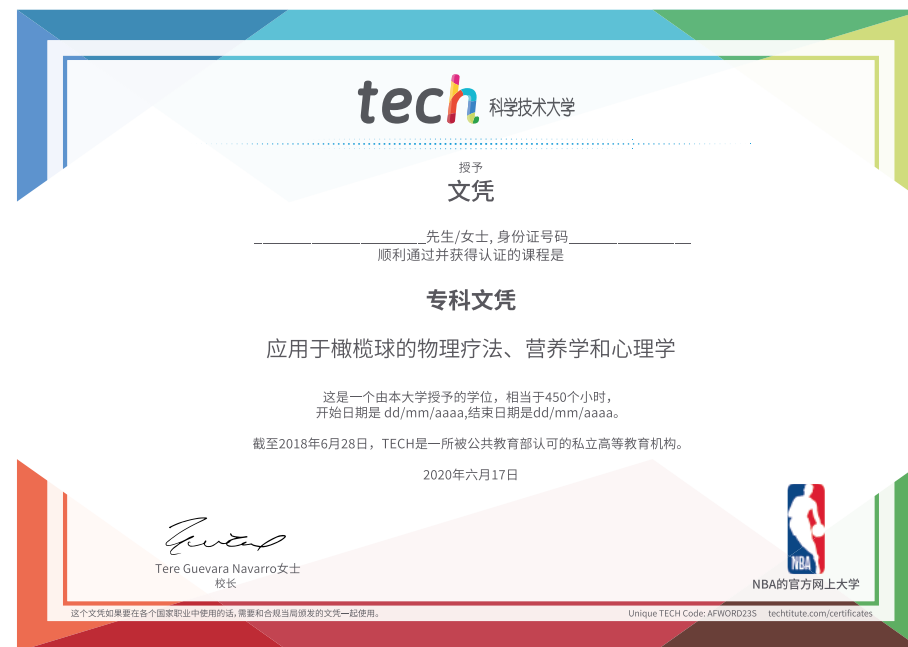 tech 科学技术大学
授予
文凭
______________________先生/女士, 身份证号码________________
顺利通过并获得认证的课程是
专科文凭
应用于橄榄球的物理疗法、营养学和心理学
这是一个由本大学授予的学位，相当于450个小时，
开始日期是 dd/mm/aaaa,结束日期是dd/mm/aaaa。
截至2018年6月28日，TECH是一所被公共教育部认可的私立高等教育机构。
2020年六月17日
Tere Guevara Navarro女士
校长
NBA
NBA的官方网上大学
这个文凭如果要在各个国家职业中使用的话,需要和合规当局颁发的文凭一起使用。
Unique TECH Code: AFWORD23S techtitute.com/certificates